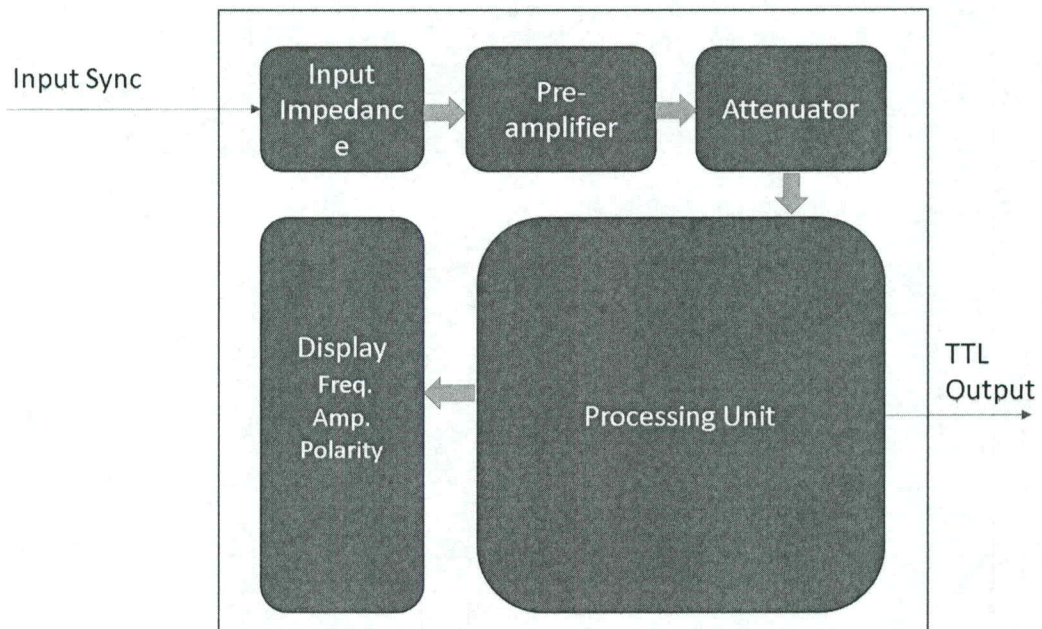 Input Sync
Input
Impedanc
e
Pre-
amplifier
Attenuator
Display
Freq.
Amp.
Polarity
Processing Unit
TTL
Output